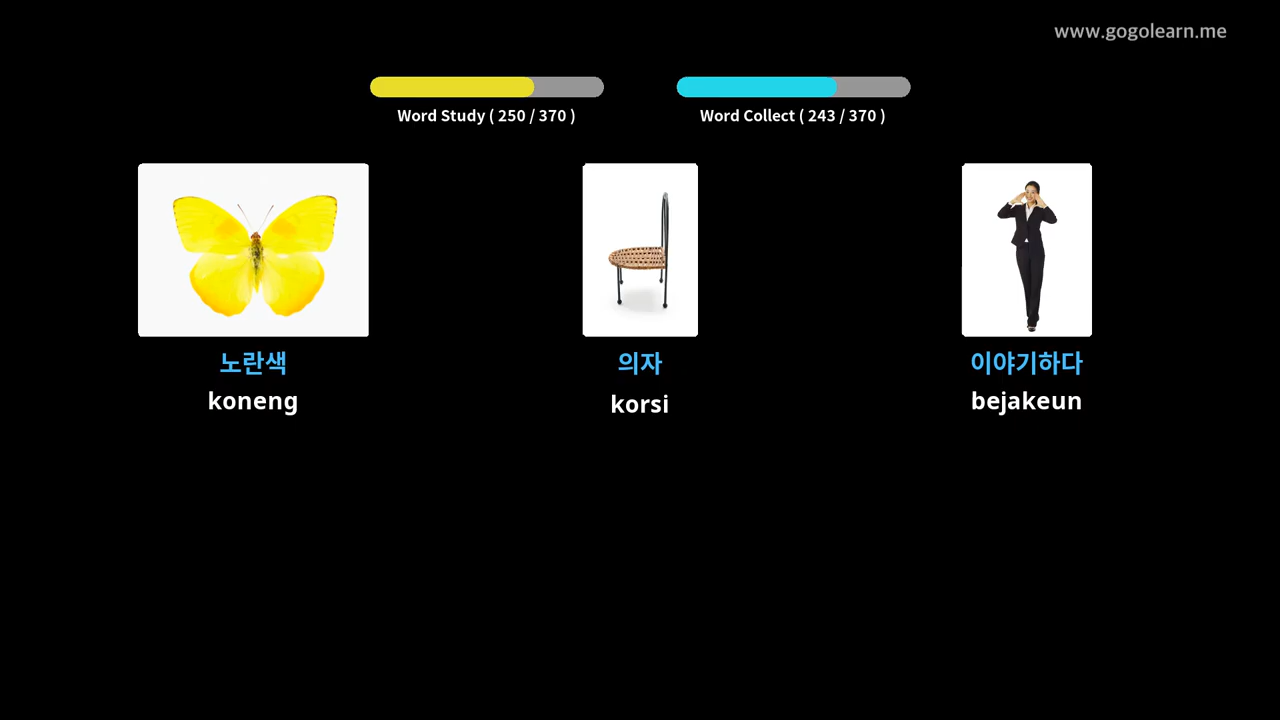 www.gogolearn.me
Word Study ( 250 / 370 )
Word Collect ( 243 / 370 )
노란색
koneng
의자
korsi
이야기하다
bejakeun